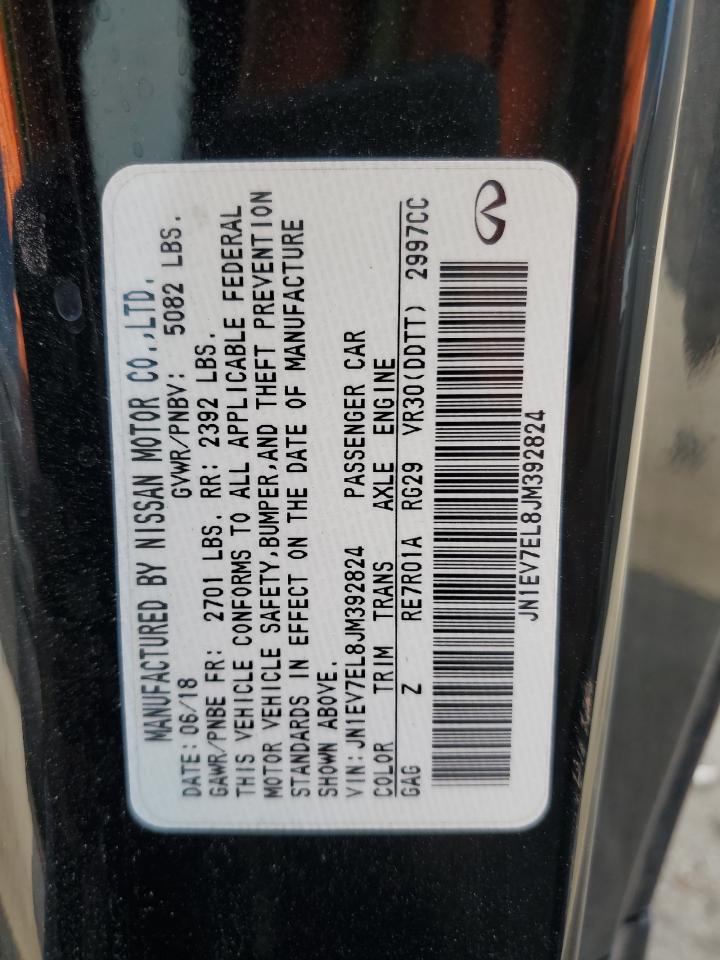 MANUFACTURED BY NISSAN MOTOR CO.,LTD.
DATE: 06/18 GVWR/PNBV: 5082 LBS.
GAWR/PNBE FR: 2701 LBS. RR: 2392 LBS.
THIS VEHICLE CONFORMS TO ALL APPLICABLE FEDERAL
MOTOR VEHICLE SAFETY,BUMPER,AND THEFT PREVENTION
STANDARDS IN EFFECT ON THE DATE OF MANUFACTURE
SHOWN ABOVE.
VIN: JN1EV7EL8JM392824 PASSENGER CAR
COLOR TRIM TRANS AXLE ENGINE
GAG Z RE7R01A RG29 VR30(DDTT) 2997CC
JN1EV7EL8JM392824